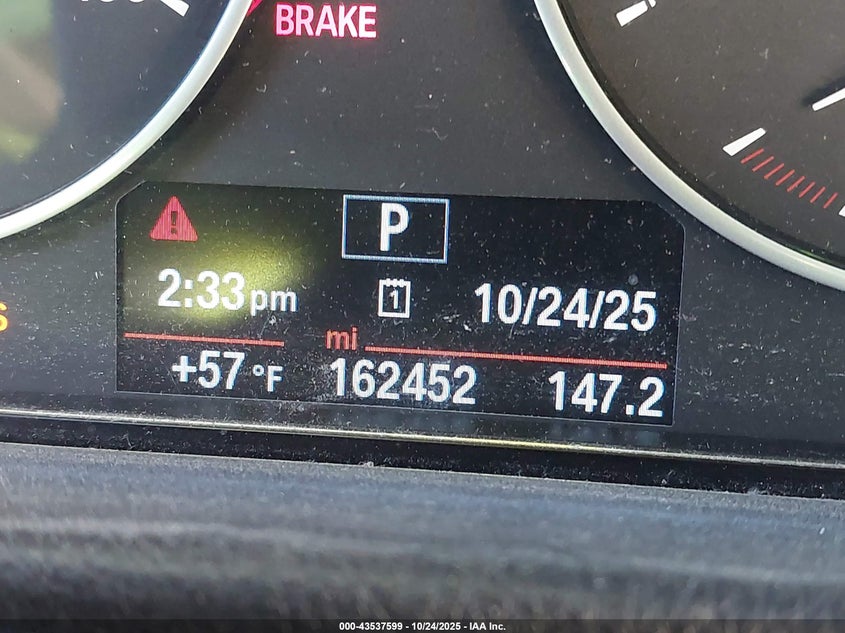 BRAKE
P
2:33 pm 1 10/24/25
mi
+57 °F 162452 147.2
000-43537599 - 10/24/2025 - IAA Inc.